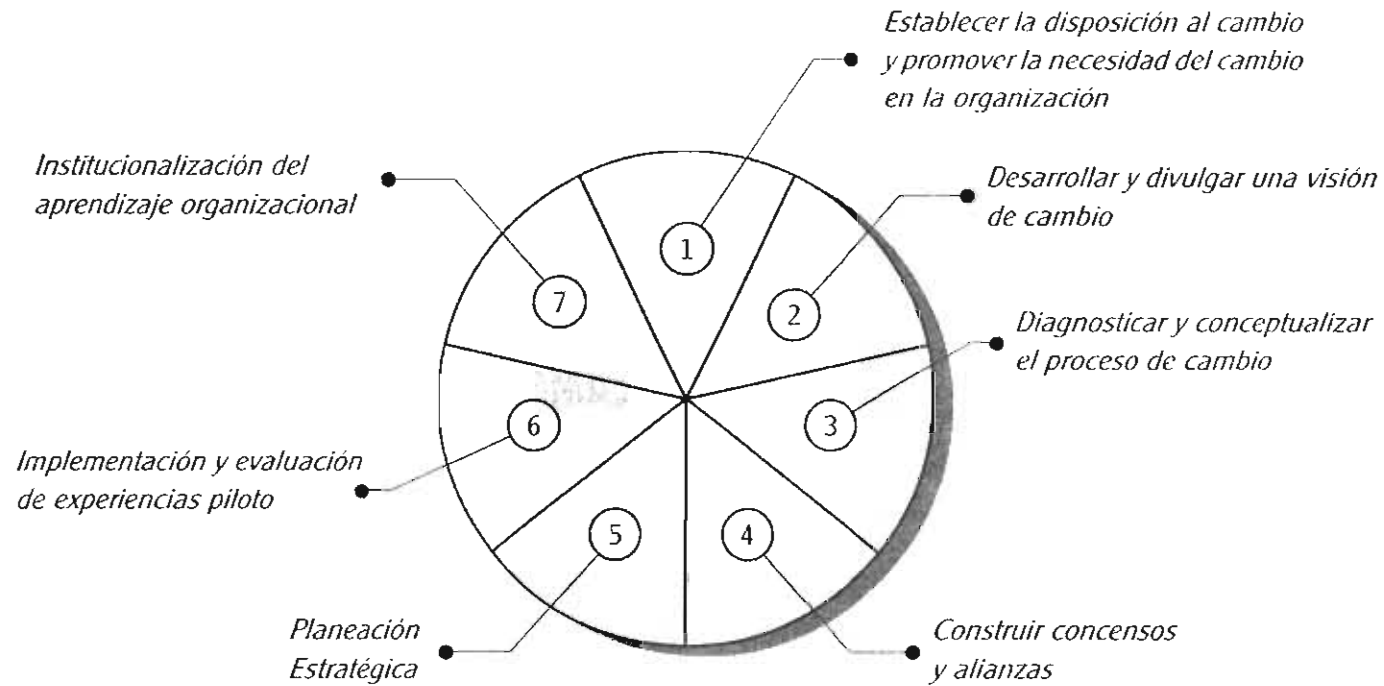 Establecer la disposición al cambio
y promover la necesidad del cambio
en la organización
Desarrollar y divulgar una visión
de cambio
Diagnosticar y conceptualizar
el proceso de cambio
Construir concensos
y alianzas
Planeación
Estratégica
Implementación y evaluación
de experiencias piloto
Institucionalización del
aprendizaje organizacional
1
2
3
4
5
6
7